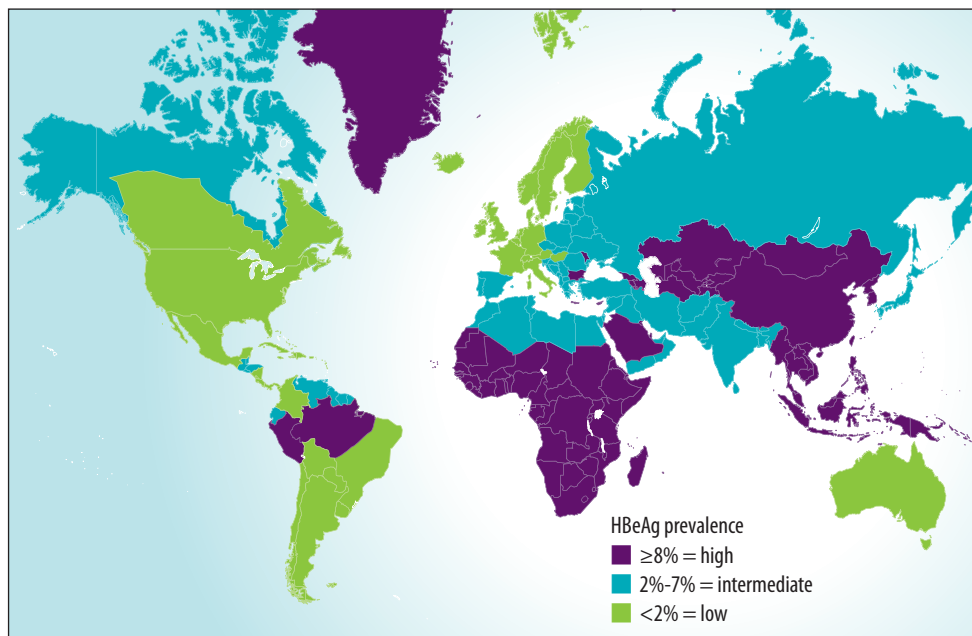 HBeAg prevalence
≥8% = high
2%-7% = intermediate
<2% = low